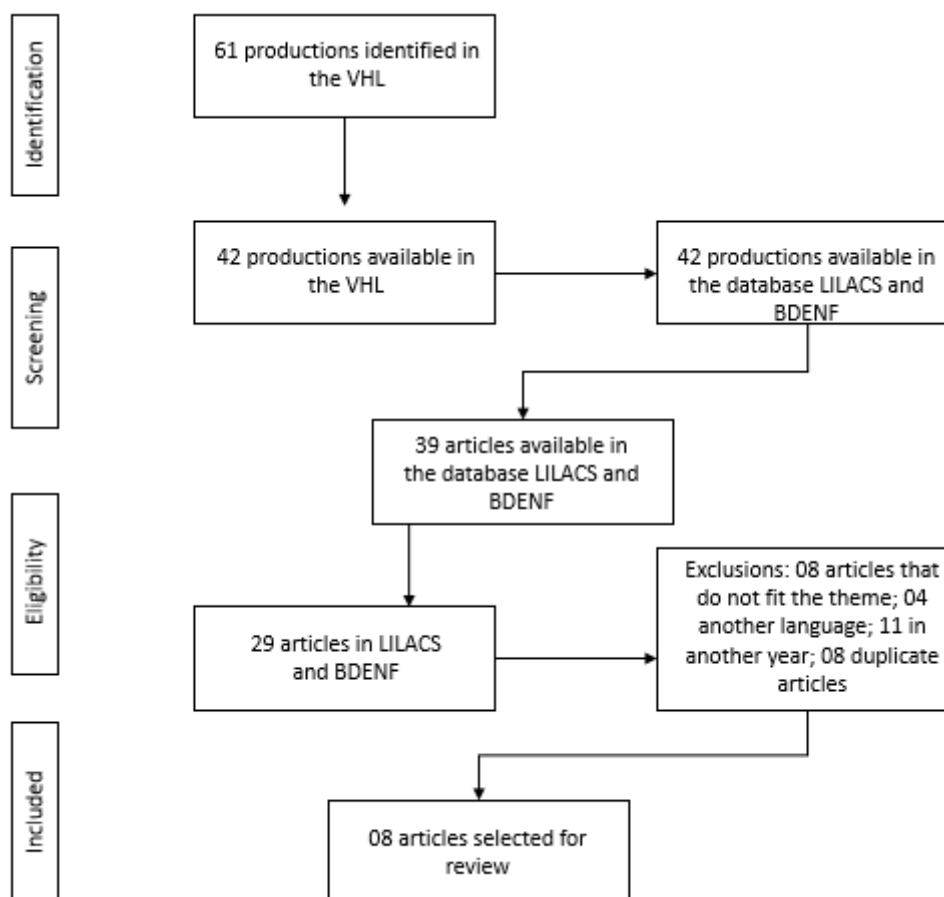 Identification
61 productions identified in
the VHL
Screening
42 productions available in
the VHL
42 productions available in
the database LILACS and
BDENF
39 articles available in
the database LILACS and
BDENF
Eligibility
29 articles in LILACS
and BDENF
Exclusions: 08 articles that
do not fit the theme; 04
another language; 11 in
another year; 08 duplicate
articles
Included
08 articles selected for
review